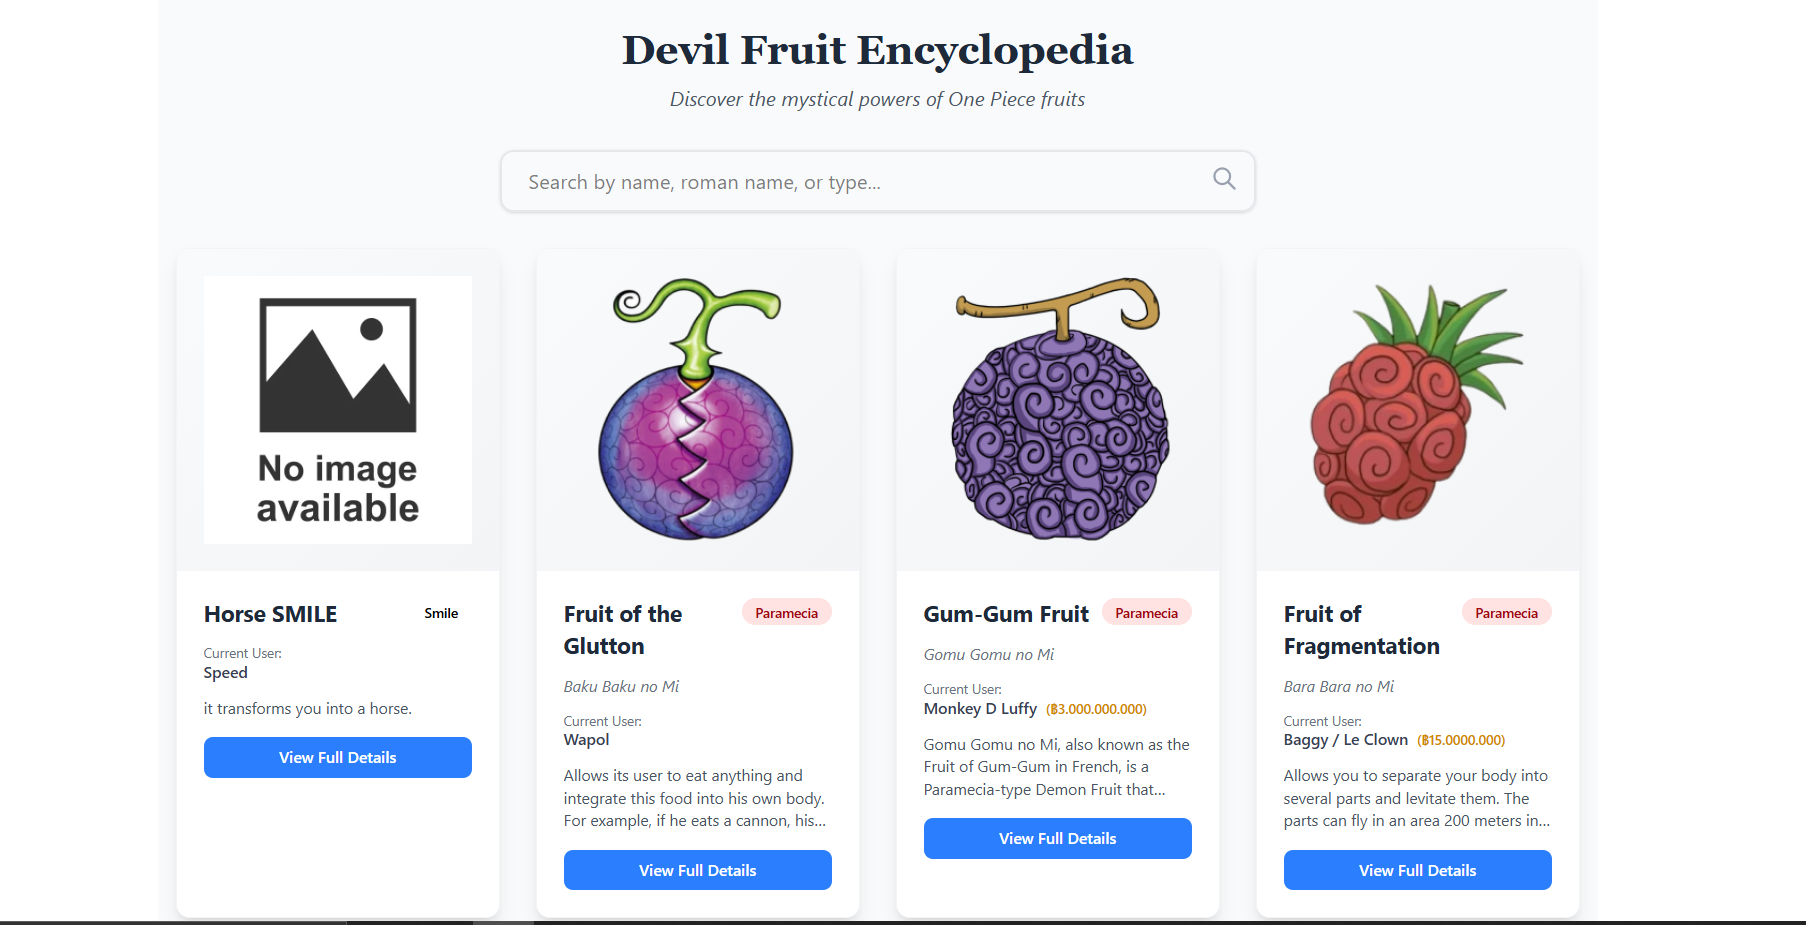 Devil Fruit Encyclopedia
Discover the mystical powers of One Piece fruits
Search by name, roman name, or type...
No image
available
Horse SMILE
Smile
Current User:
Speed
it transforms you into a horse.
View Full Details
Fruit of the
Glutton
Paramecia
Baku Baku no Mi
Current User:
Wapol
Allows its user to eat anything and
integrate this food into his own body.
For example, if he eats a cannon, his...
View Full Details
Gum-Gum Fruit
Paramecia
Gomu Gomu no Mi
Current User:
Monkey D Luffy (฿3.000.000.000)
Gomu Gomu no Mi, also known as the
Fruit of Gum-Gum in French, is a
Paramecia-type Demon Fruit that...
View Full Details
Fruit of
Fragmentation
Paramecia
Bara Bara no Mi
Current User:
Baggy / Le Clown (฿15.0000.000)
Allows you to separate your body into
several parts and levitate them. The
parts can fly in an area 200 meters in...
View Full Details